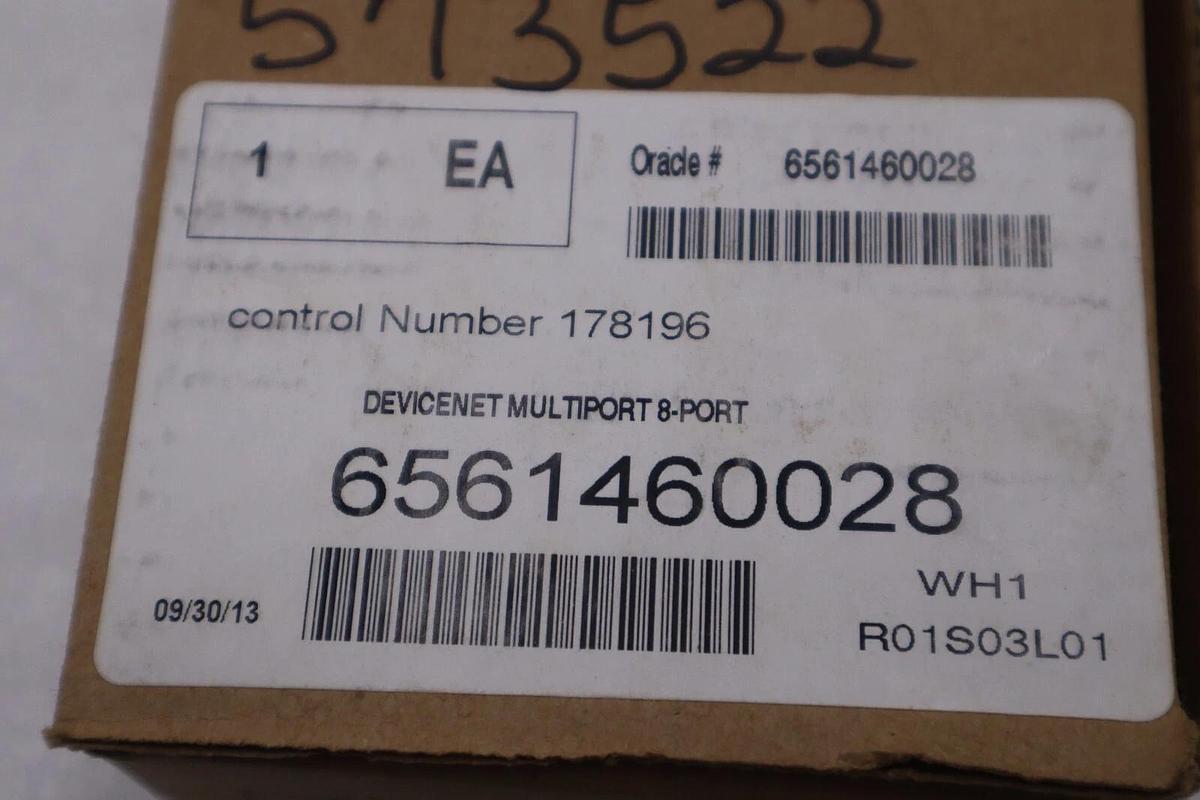 573522
1 EA
Oracle # 6561460028
control Number 178196
DEVICENET MULTIPORT 8-PORT
6561460028
09/30/13
WH1
R01S03L01